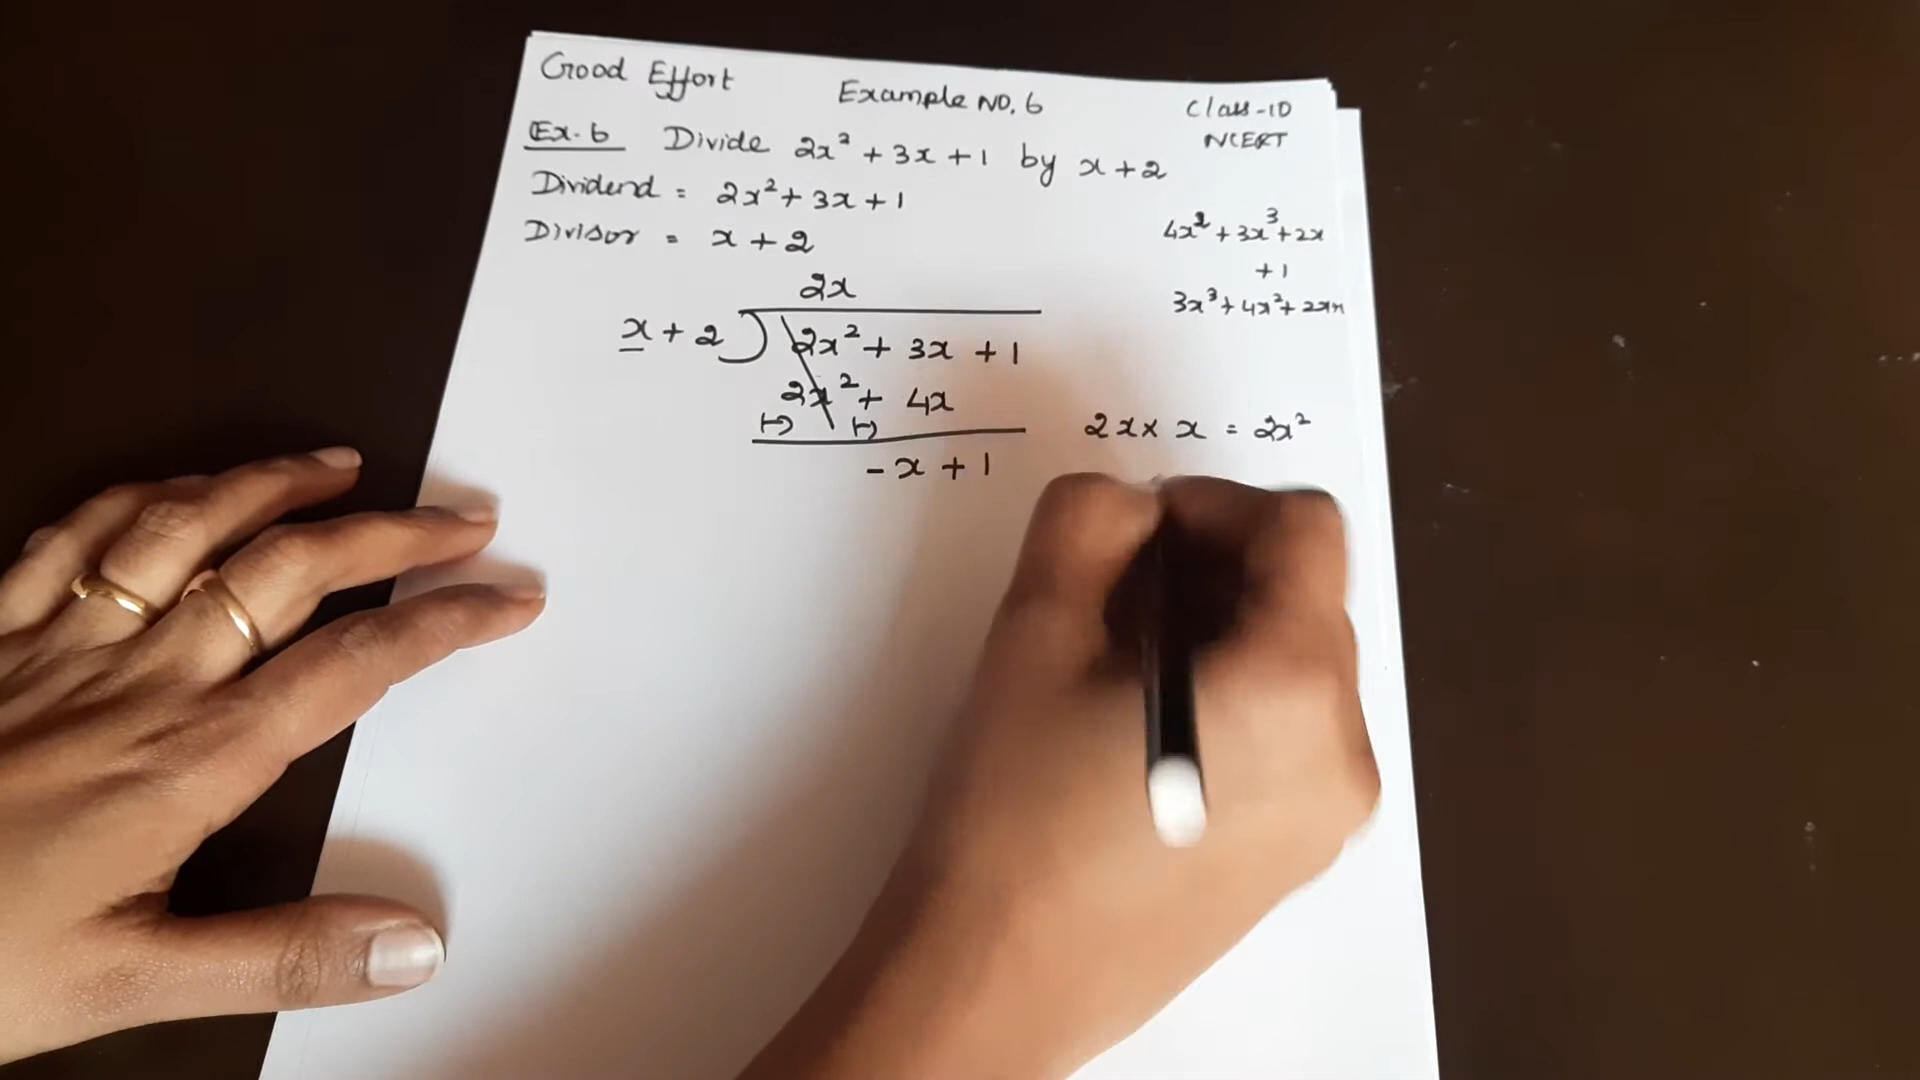 Good Effort
Example NO. 6
Class-10
NCERT
Ex. 6 Divide 2x² + 3x + 1 by x + 2
Dividend = 2x² + 3x + 1
Divisor = x + 2
4x² + 3x³ + 2x
+ 1
3x³ + 4x² + 2x+1
2x
x + 2 ) 2x² + 3x + 1
2x² + 4x
(-) (-)
2x × x = 2x²
- x + 1